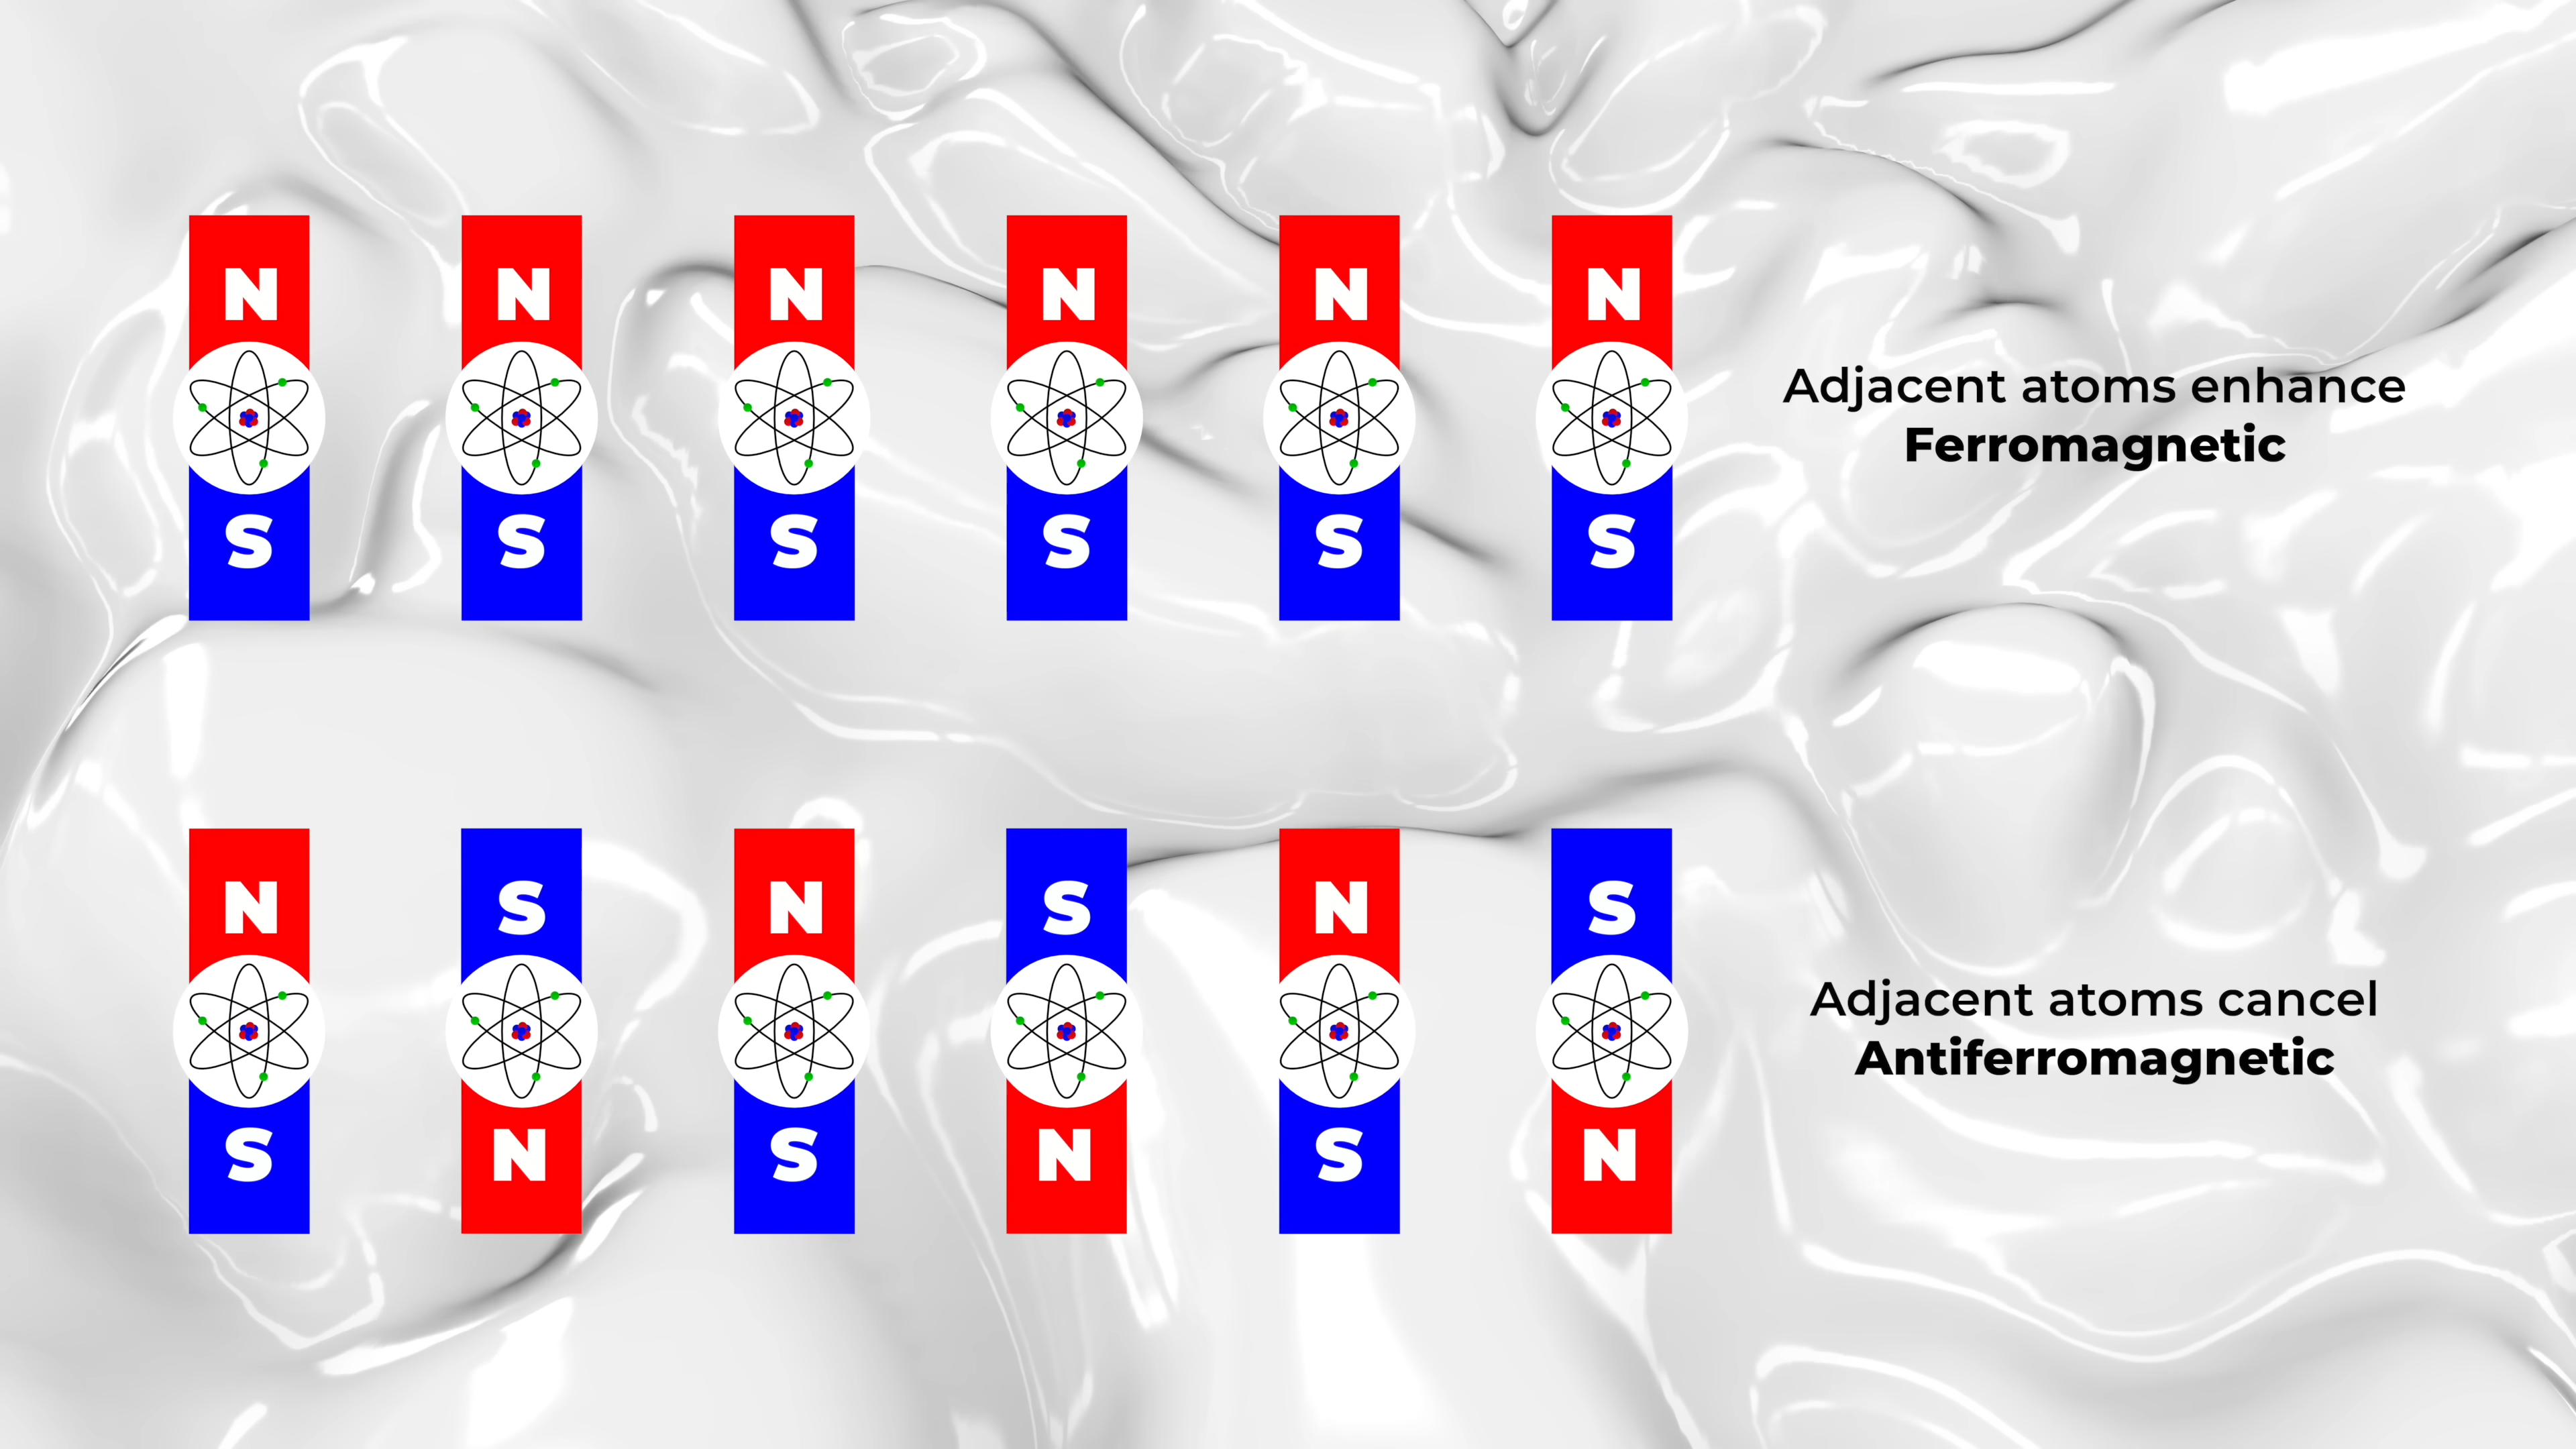 N N N N N N
Adjacent atoms enhance
Ferromagnetic
S S S S S S
N S N S N S
Adjacent atoms cancel
Antiferromagnetic
S N S N S N